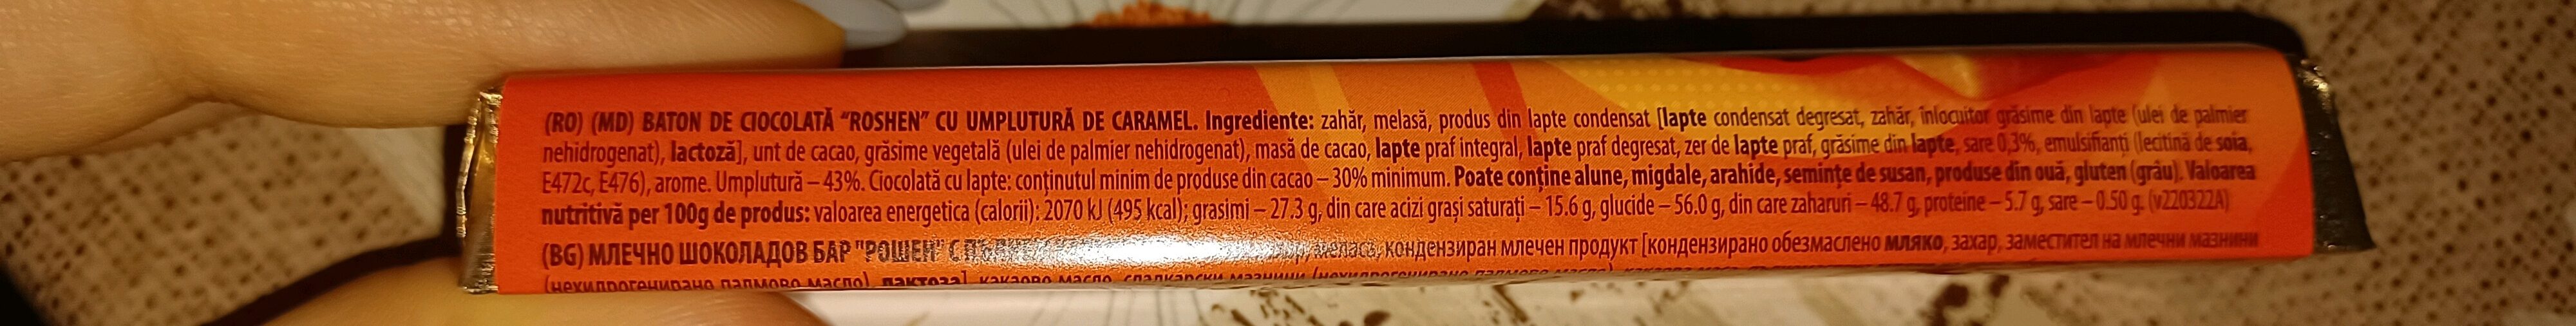 (RO) (MD) BATON DE CIOCOLATĂ "ROSHEN" CU UMPLUTURĂ DE CARAMEL. Ingrediente: zahăr, melasă, produs din lapte condensat [lapte condensat degresat, zahăr, înlocuitor grăsime din lapte (ulei de palmier
nehidrogenat), lactoză], unt de cacao, grăsime vegetală (ulei de palmier nehidrogenat), masă de cacao, lapte praf integral, lapte praf degresat, zer de lapte praf, grăsime din lapte, sare 0,3%, emulsifianți (lecitină de soia,
E472c, E476), arome. Umplutură – 43%. Ciocolată cu lapte: conținutul minim de produse din cacao – 30% minimum. Poate conține alune, migdale, arahide, semințe de susan, produse din ouă, gluten (grâu). Valoarea
nutritivă per 100g de produs: valoarea energetica (calorii): 2070 kJ (495 kcal); grasimi – 27.3 g, din care acizi grași saturați – 15.6 g, glucide – 56.0 g, din care zaharuri – 48.7 g, proteine – 5.7 g, sare – 0.50 g. (v220322A)
(BG) МЛЕЧНО ШОКОЛАДОВ БАР "РОШЕН" С меласа, кондензиран млечен продукт [кондензирано обезмаслено мляко, захар, заместител на млечни мазнини
(нехидрогенирано палмово масло), лактоза], какаово масло, сладкарски мазнини (нехидрогенирано палмово масло),